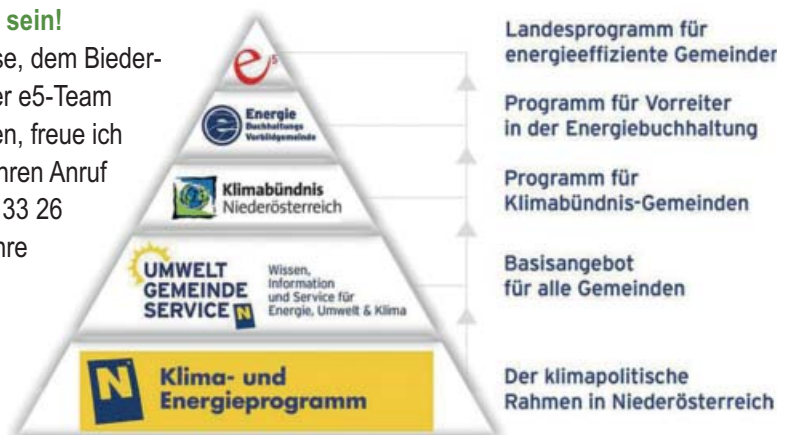 sein!
se, dem Bieder-
er e5-Team
en, freue ich
hren Anruf
33 26
hre
e5
Energie
Buchhaltungs
Vorbildgemeinde
Klimabündnis
Niederösterreich
UMWELT
GEMEINDE
SERVICE N
Wissen,
Information
und Service für
Energie, Umwelt & Klima
N
Klima- und
Energieprogramm
Landesprogramm für
energieeffiziente Gemeinder
Programm für Vorreiter
in der Energiebuchhaltung
Programm für
Klimabündnis-Gemeinden
Basisangebot
für alle Gemeinden
Der klimapolitische
Rahmen in Niederösterreich